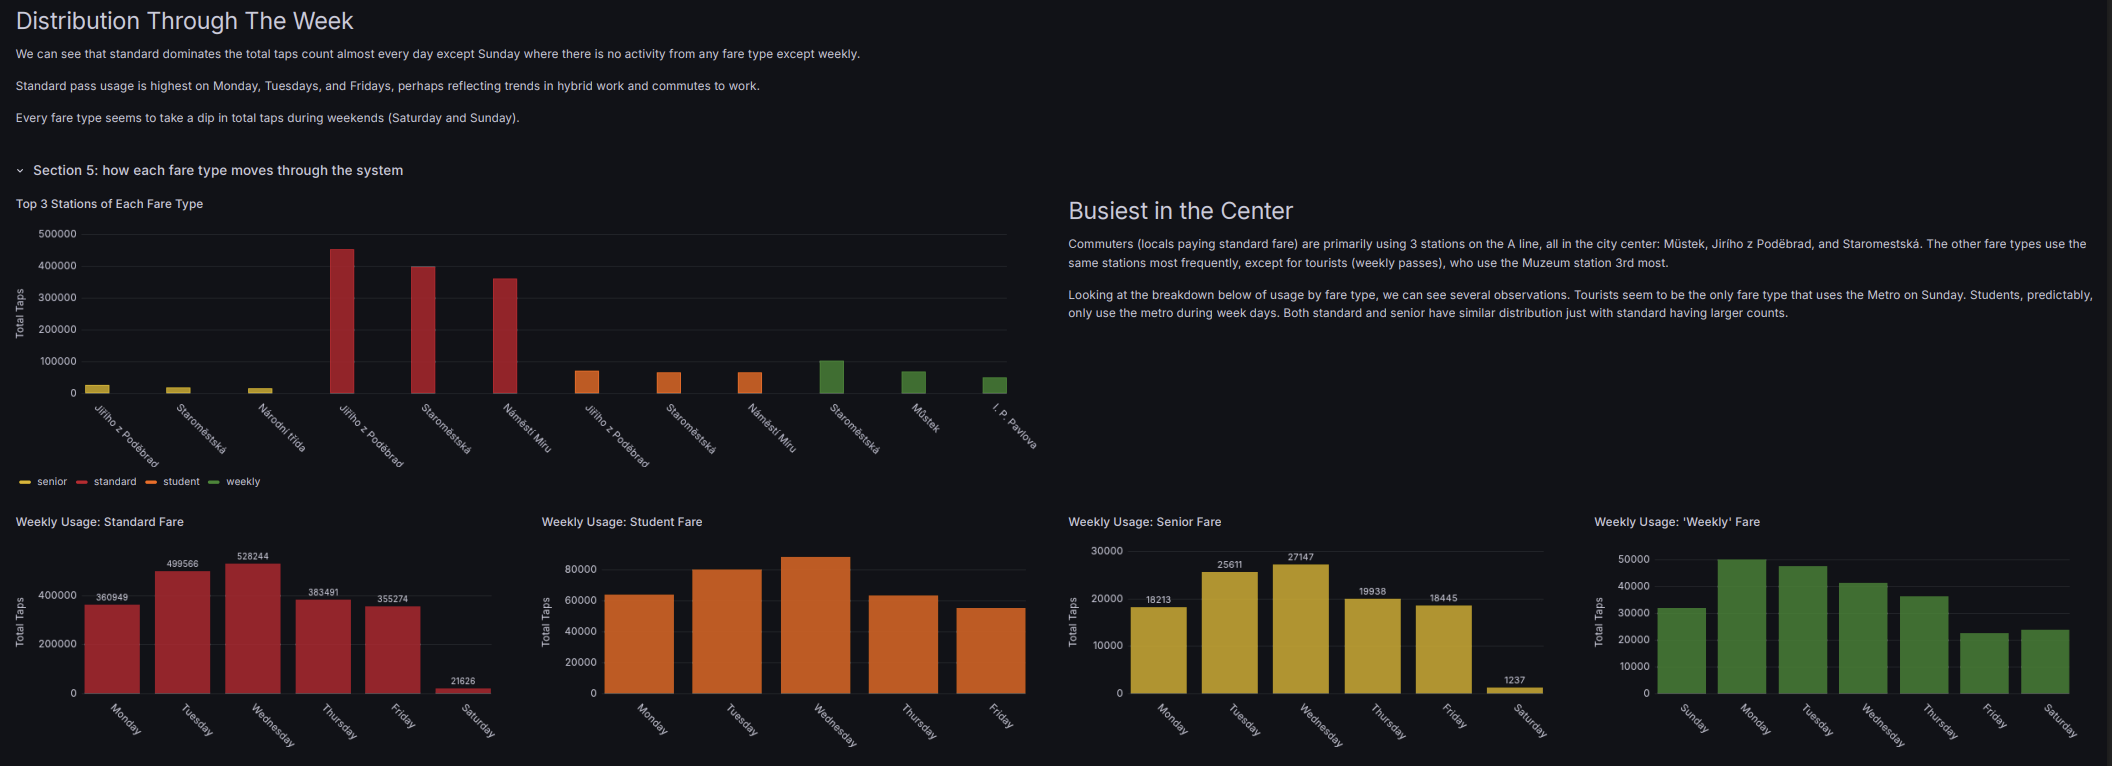 Distribution Through The Week
We can see that standard dominates the total taps count almost every day except Sunday where there is no activity from any fare type except weekly.
Standard pass usage is highest on Monday, Tuesdays, and Fridays, perhaps reflecting trends in hybrid work and commutes to work.
Every fare type seems to take a dip in total taps during weekends (Saturday and Sunday).
Section 5: how each fare type moves through the system
Top 3 Stations of Each Fare Type
Total Taps
500000
400000
300000
200000
100000
0
Jiřího z Poděbrad
Staroměstská
Národní třída
Jiřího z Poděbrad
Staroměstská
Náměstí Míru
Jiřího z Poděbrad
Staroměstská
Náměstí Míru
Staroměstská
Můstek
I. P. Pavlova
senior
standard
student
weekly
Busiest in the Center
Commuters (locals paying standard fare) are primarily using 3 stations on the A line, all in the city center: Müstek, Jirího z Podëbrad, and Staromestská. The other fare types use the
same stations most frequently, except for tourists (weekly passes), who use the Muzeum station 3rd most.
Looking at the breakdown below of usage by fare type, we can see several observations. Tourists seem to be the only fare type that uses the Metro on Sunday. Students, predictably,
only use the metro during week days. Both standard and senior have similar distribution just with standard having larger counts.
Weekly Usage: Standard Fare
Total Taps
400000
200000
0
360949
499566
528244
383491
355274
21626
Monday
Tuesday
Wednesday
Thursday
Friday
Saturday
Weekly Usage: Student Fare
Total Taps
80000
60000
40000
20000
0
Monday
Tuesday
Wednesday
Thursday
Friday
Weekly Usage: Senior Fare
Total Taps
30000
20000
10000
0
18213
25611
27147
19938
18445
1237
Monday
Tuesday
Wednesday
Thursday
Friday
Saturday
Weekly Usage: 'Weekly' Fare
Total Taps
50000
40000
30000
20000
10000
0
Sunday
Monday
Tuesday
Wednesday
Thursday
Friday
Saturday